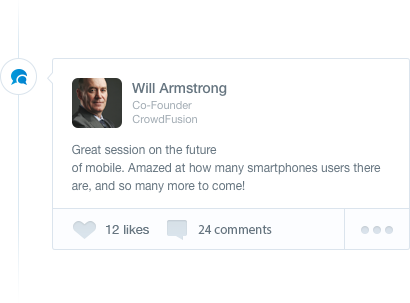 Will Armstrong
Co-Founder
CrowdFusion
Great session on the future
of mobile. Amazed at how many smartphones users there
are, and so many more to come!
12 likes
24 comments